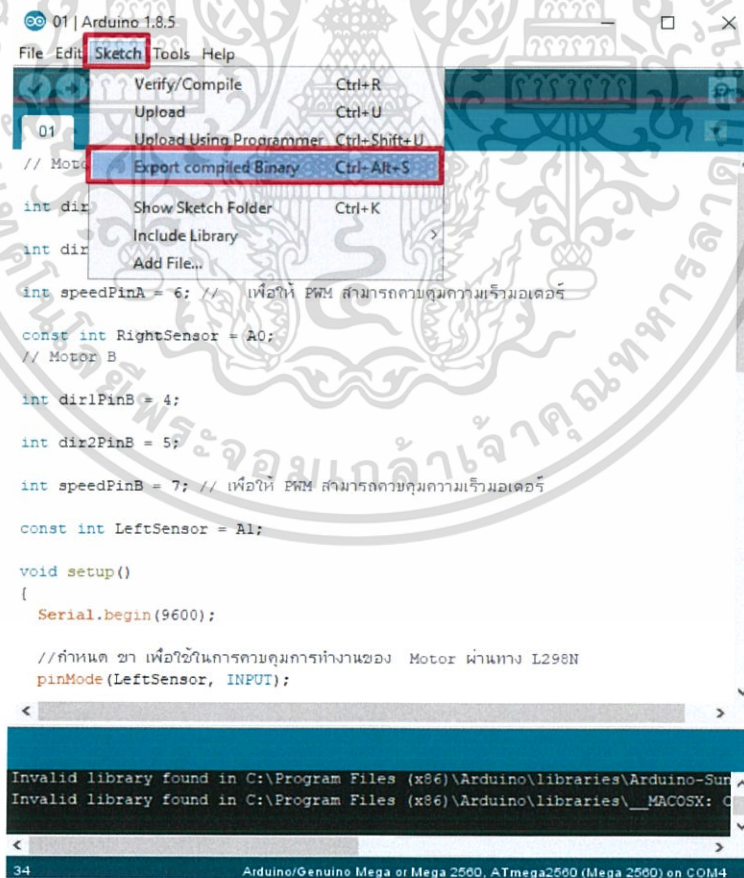 01 | Arduino 1.8.5
File Edit Sketch Tools Help
Verify/Compile Ctrl+R
Upload Ctrl+U
01
Upload Using Programmer Ctrl+Shift+U
// Moto
Export compiled Binary Ctrl+Alt+S
int dir
Show Sketch Folder Ctrl+K
Include Library
int dir
Add File...
int speedPinA = 6; // เพื่อให้ PWM สามารถควบคุมความเร็วมอเตอร์
const int RightSensor = A0;
// Motor B
int dir1PinB = 4;
int dir2PinB = 5;
int speedPinB = 7; // เพื่อให้ PWM สามารถควบคุมความเร็วมอเตอร์
const int LeftSensor = A1;
void setup()
{
Serial.begin(9600);
//กำหนด ขา เพื่อใช้ในการควบคุมการทำงานของ Motor ผ่านทาง L298N
pinMode(LeftSensor, INPUT);
Invalid library found in C:\Program Files (x86)\Arduino\libraries\Arduino-Sun
Invalid library found in C:\Program Files (x86)\Arduino\libraries\__MACOSX: C
34 Arduino/Genuino Mega or Mega 2560, ATmega2560 (Mega 2560) on COM4